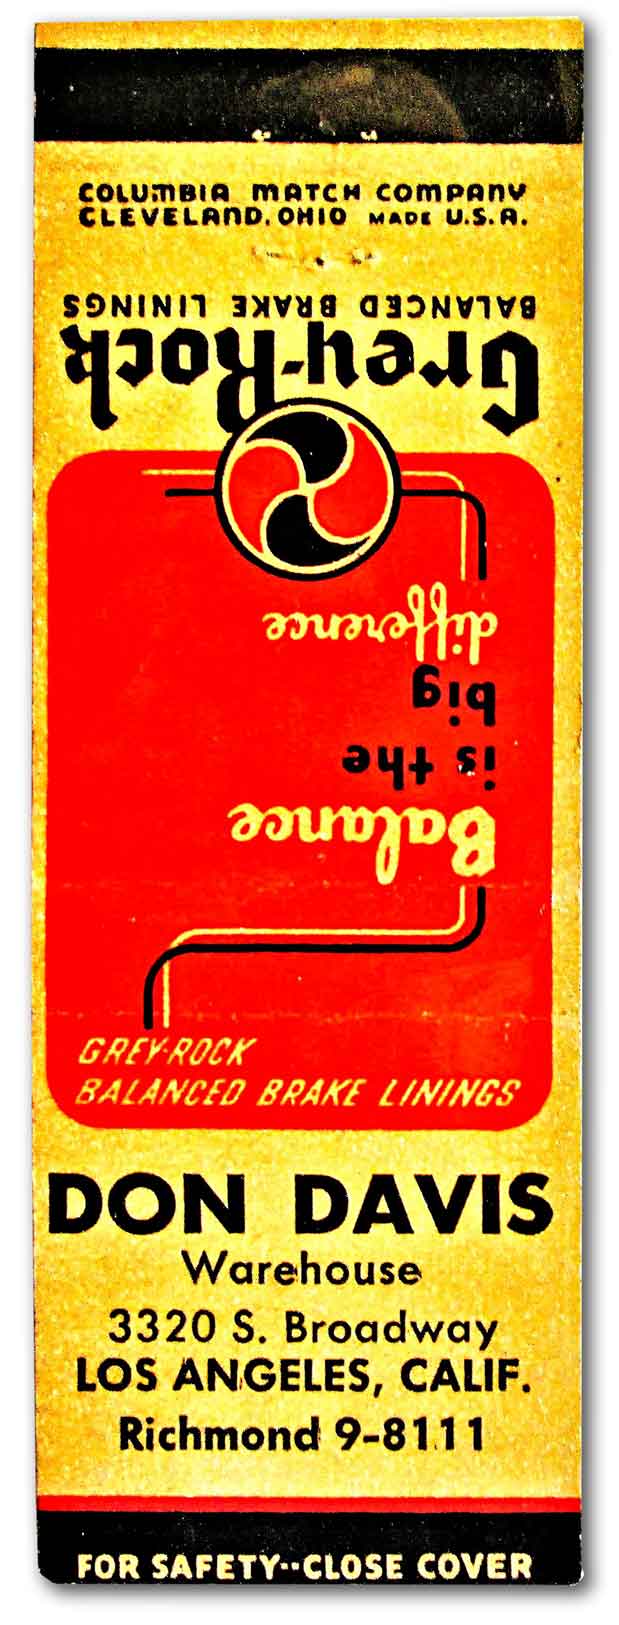 COLUMBIA MATCH COMPANY
CLEVELAND, OHIO MADE U.S.A.
Grey-Rock
BALANCED BRAKE LININGS
Balance
is the
big
difference
GREY-ROCK
BALANCED BRAKE LININGS
DON DAVIS
Warehouse
3320 S. Broadway
LOS ANGELES, CALIF.
Richmond 9-8111
FOR SAFETY--CLOSE COVER